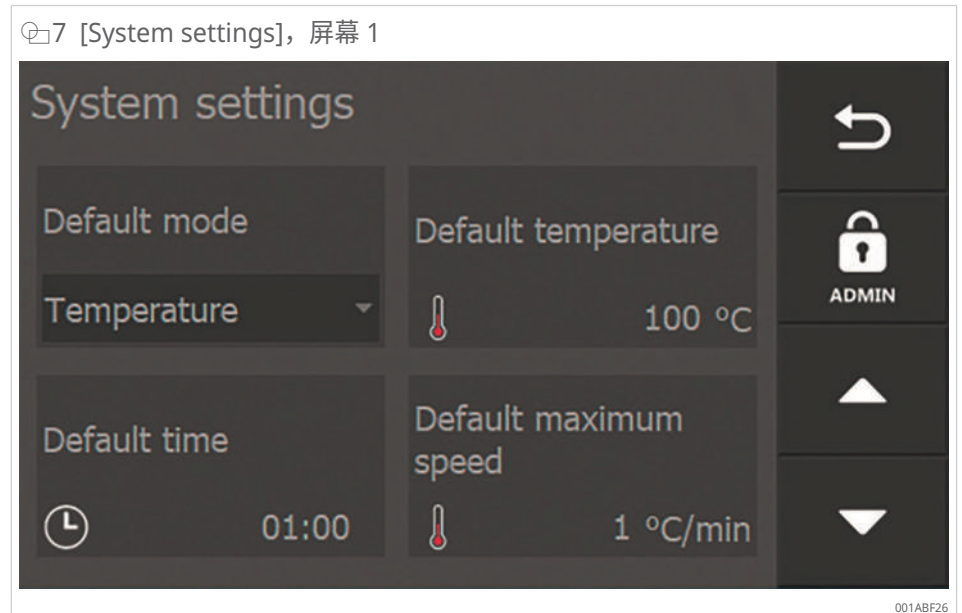 7 [System settings]，屏幕 1
System settings
Default mode
Temperature
Default temperature
100 °C
Default time
01:00
Default maximum
speed
1 °C/min
ADMIN
001ABF26